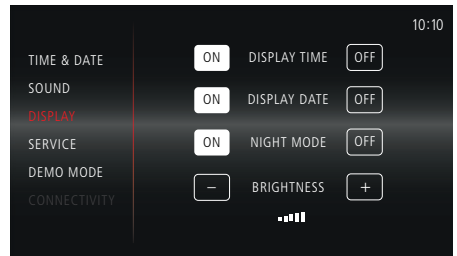 10:10
TIME & DATE
SOUND
DISPLAY
SERVICE
DEMO MODE
CONNECTIVITY
ON DISPLAY TIME OFF
ON DISPLAY DATE OFF
ON NIGHT MODE OFF
– BRIGHTNESS +